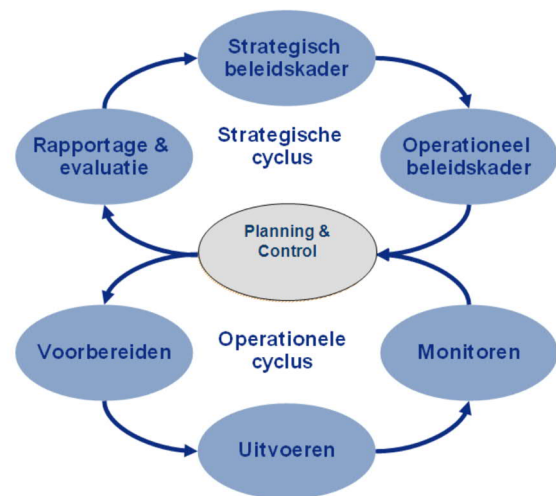 Strategisch
beleidskader
Rapportage &
evaluatie
Strategische
cyclus
Operationeel
beleidskader
Planning &
Control
Voorbereiden
Operationele
cyclus
Monitoren
Uitvoeren